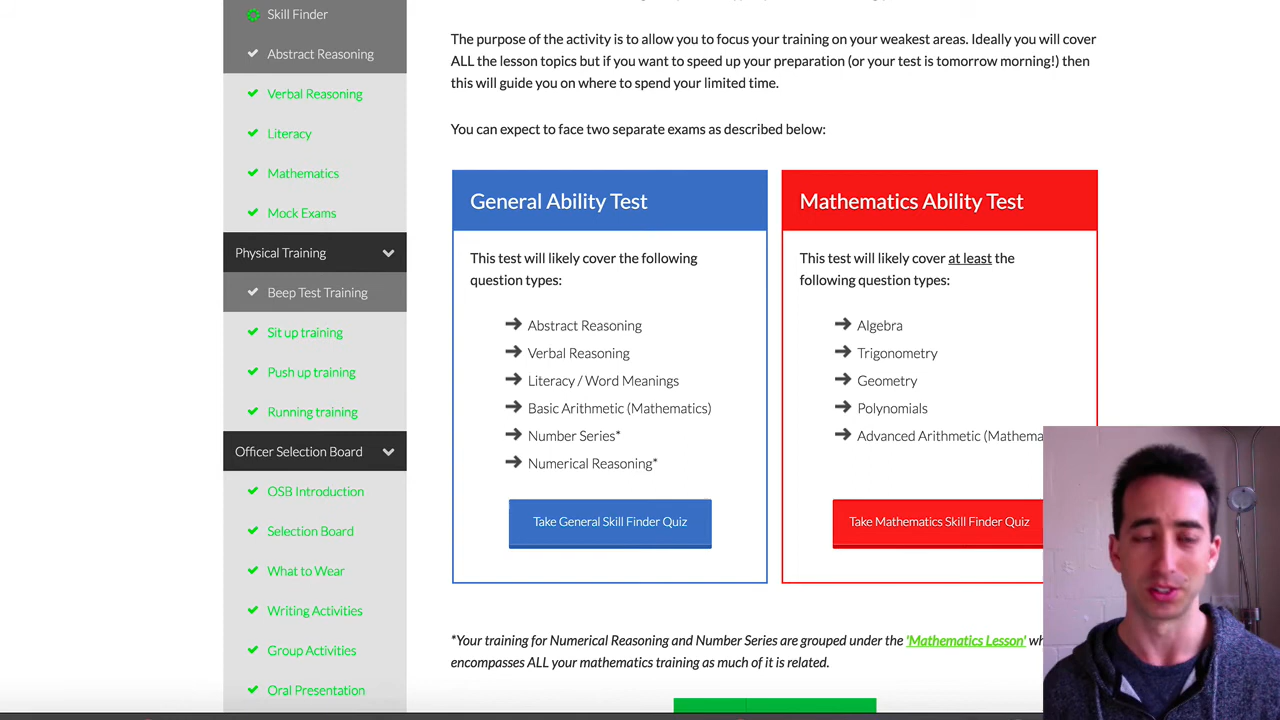 Skill Finder
Abstract Reasoning
Verbal Reasoning
Literacy
Mathematics
Mock Exams
Physical Training
Beep Test Training
Sit up training
Push up training
Running training
Officer Selection Board
OSB Introduction
Selection Board
What to Wear
Writing Activities
Group Activities
Oral Presentation
The purpose of the activity is to allow you to focus your training on your weakest areas. Ideally you will cover
ALL the lesson topics but if you want to speed up your preparation (or your test is tomorrow morning!) then
this will guide you on where to spend your limited time.
You can expect to face two separate exams as described below:
General Ability Test
This test will likely cover the following
question types:
Abstract Reasoning
Verbal Reasoning
Literacy / Word Meanings
Basic Arithmetic (Mathematics)
Number Series*
Numerical Reasoning*
Take General Skill Finder Quiz
Mathematics Ability Test
This test will likely cover at least the
following question types:
Algebra
Trigonometry
Geometry
Polynomials
Advanced Arithmetic (Mathema
Take Mathematics Skill Finder Quiz
*Your training for Numerical Reasoning and Number Series are grouped under the 'Mathematics Lesson' wh
encompasses ALL your mathematics training as much of it is related.